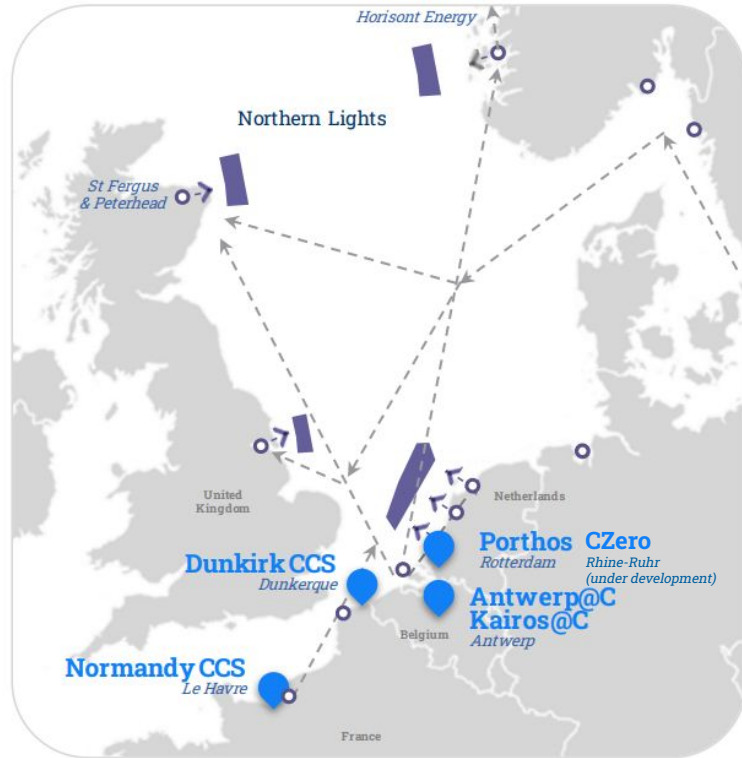 Horisont Energy
Northern Lights
St Fergus
& Peterhead
United
Kingdom
Netherlands
Porthos
Rotterdam
CZero
Rhine-Ruhr
(under development)
Dunkirk CCS
Dunkerque
Antwerp@C
Kairos@C
Antwerp
Belgium
Normandy CCS
Le Havre
France